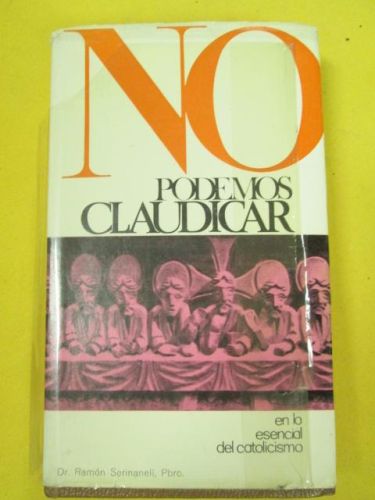 NO
PODEMOS
CLAUDICAR
en lo
esencial
del catolicismo
Dr. Ramón Sarinaneli, Pbro.